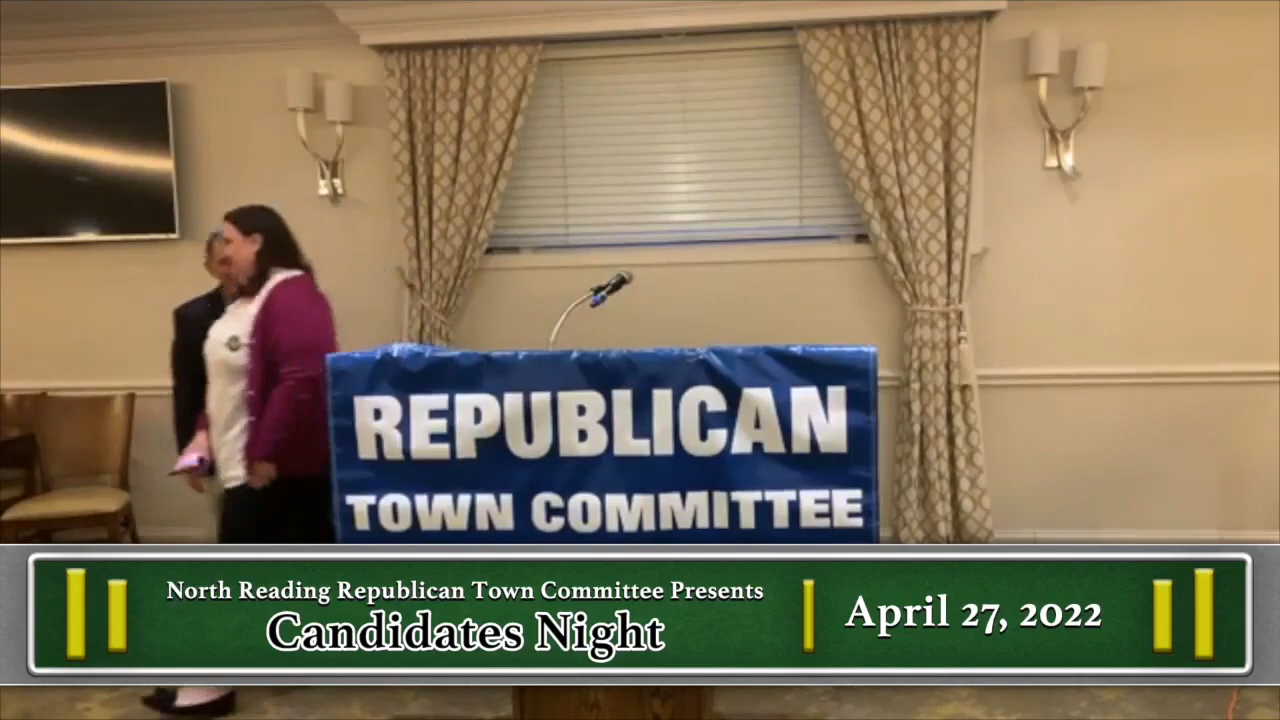 REPUBLICAN
TOWN COMMITTEE
North Reading Republican Town Committee Presents
Candidates Night
April 27, 2022